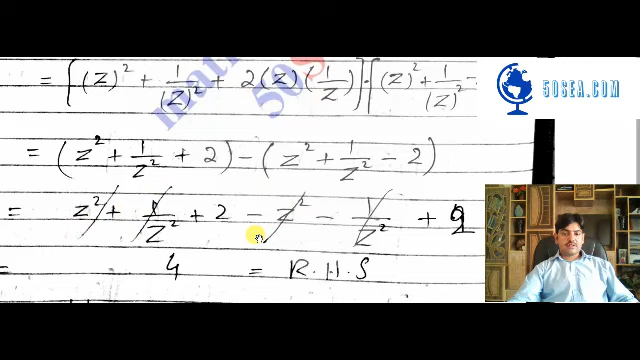 = [(Z)² + 1/(Z)² + 2(Z)(1/Z)] - [(Z)² + 1/(Z)² -
50SEA.COM
= (z² + 1/z² + 2) - (z² + 1/z² - 2)
= z² + 1/z² + 2 - z² - 1/z² + 2
= 4 = R.H.S